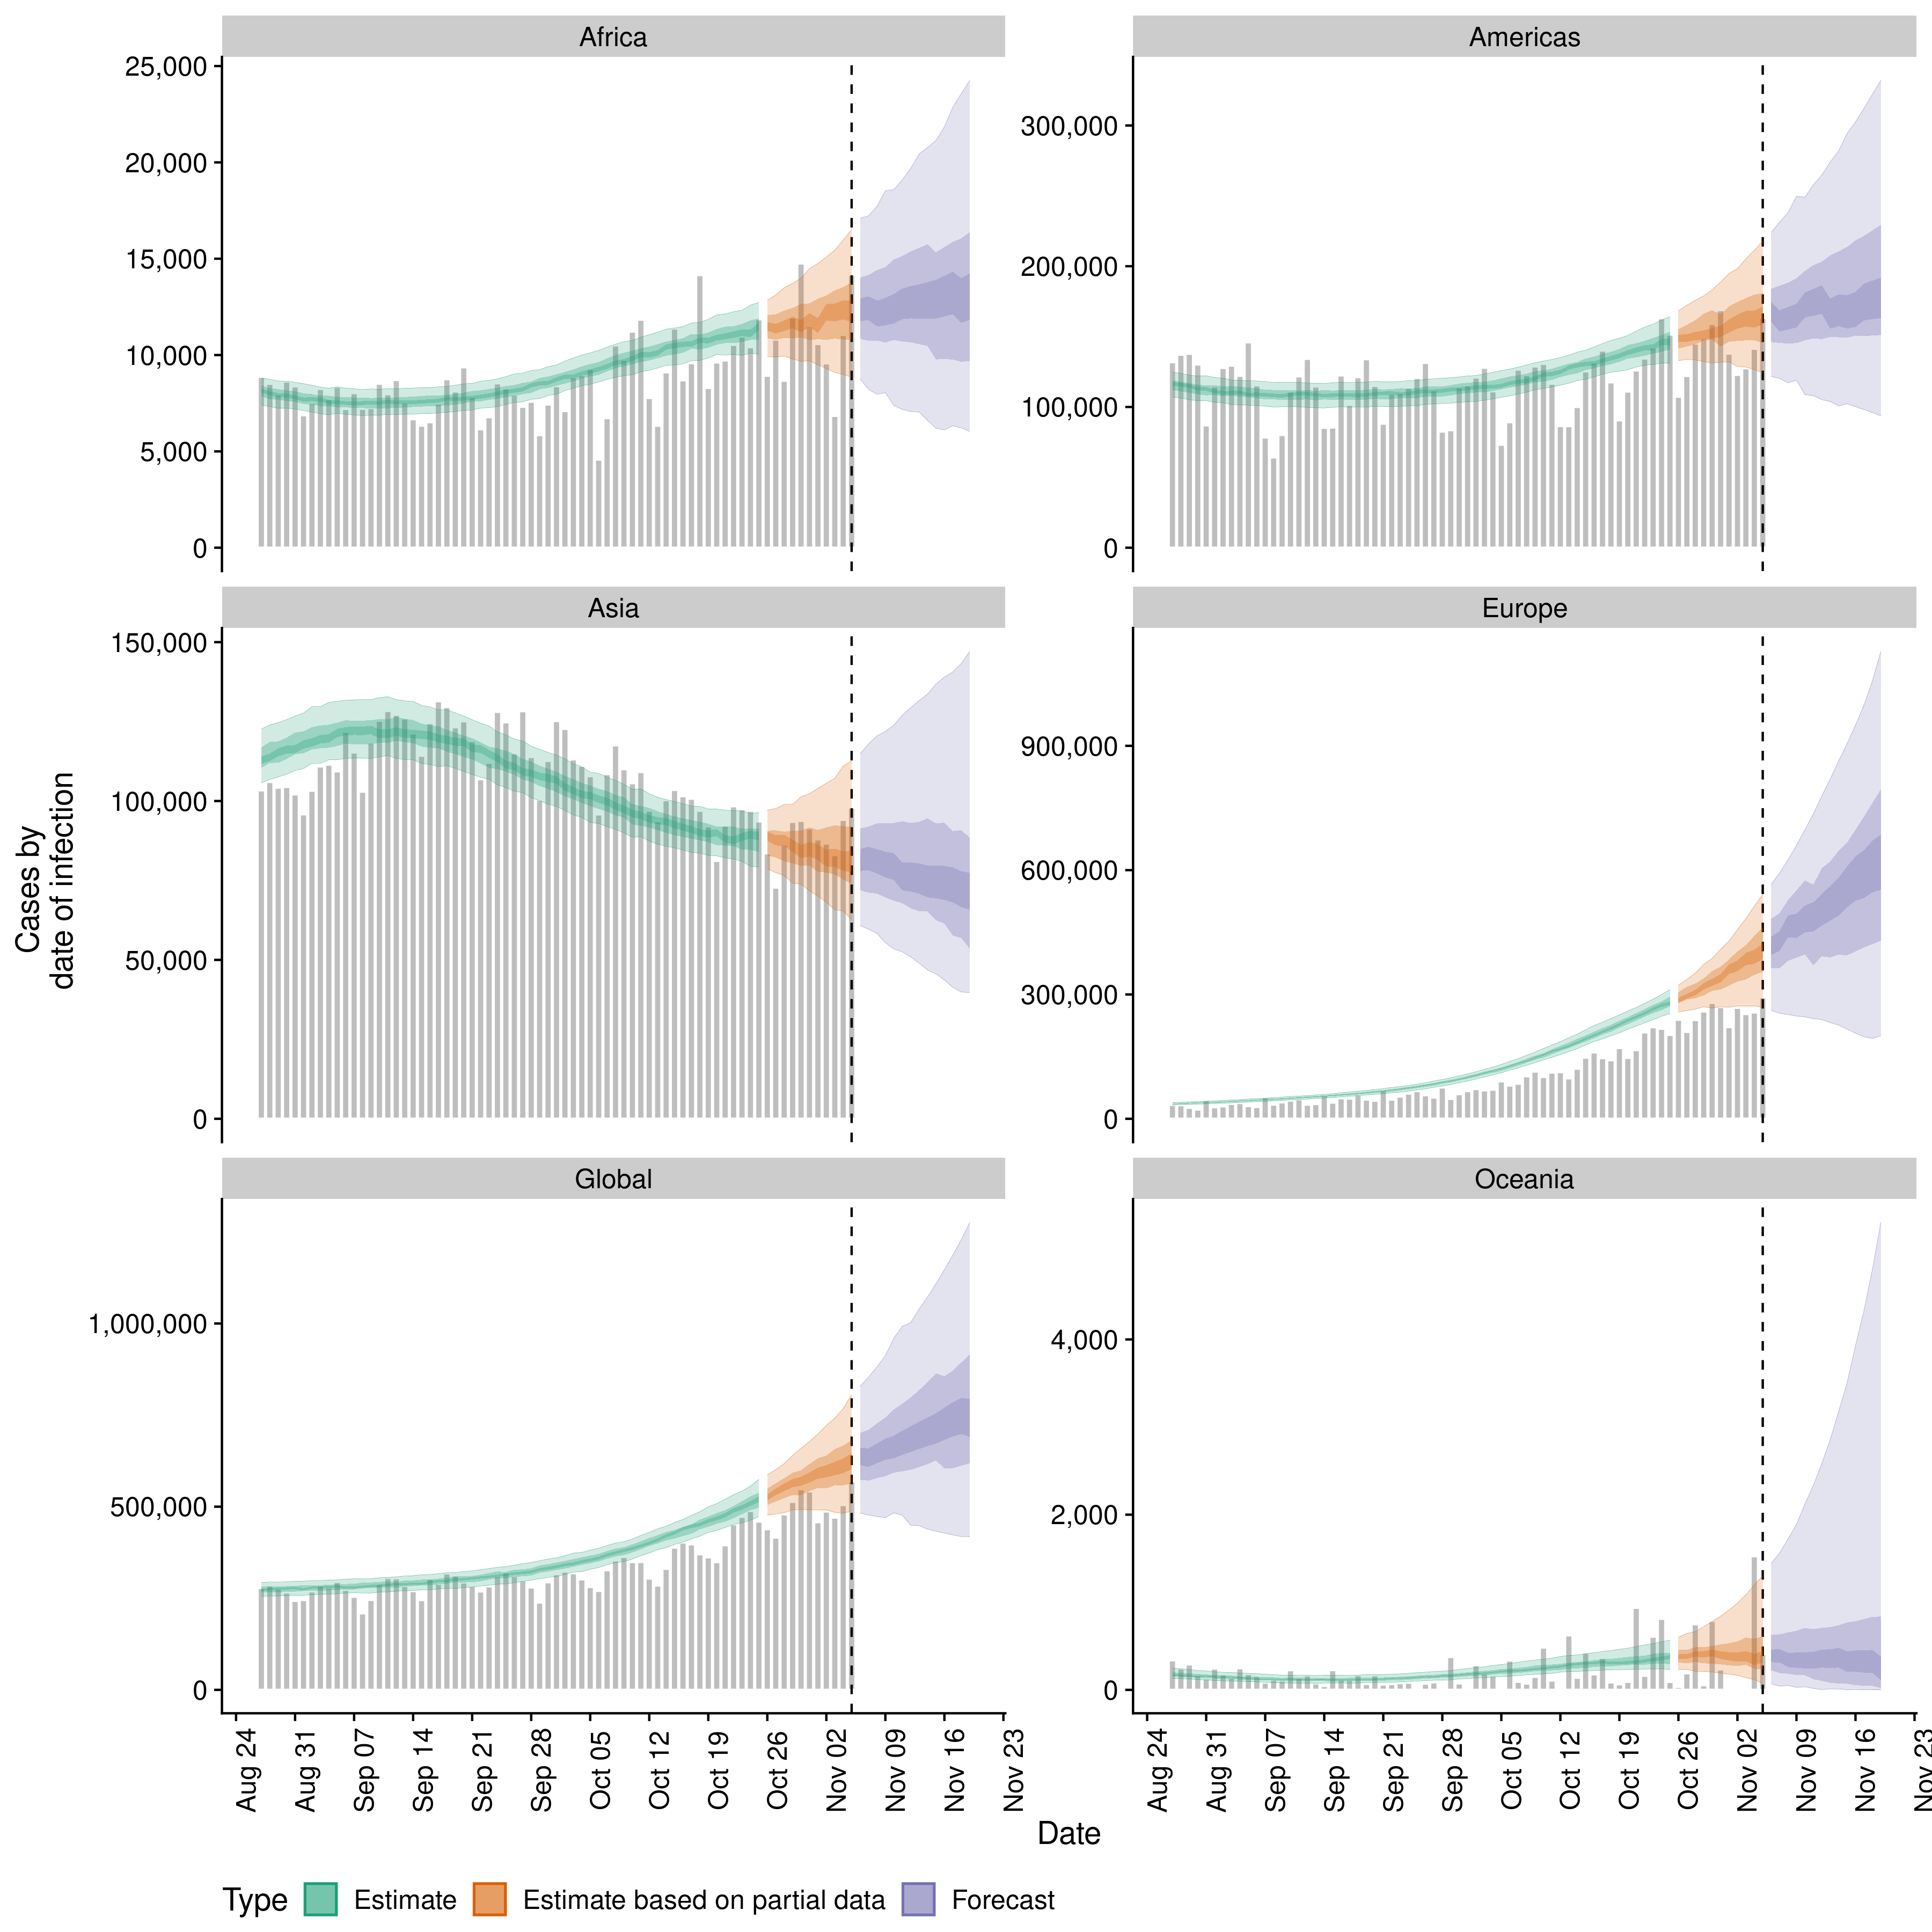 Africa
Americas
25,000
20,000
15,000
10,000
5,000
0
300,000
200,000
100,000
0
Asia
Europe
150,000
100,000
50,000
0
900,000
600,000
300,000
0
Cases by
date of infection
Global
Oceania
1,000,000
500,000
0
4,000
2,000
0
Aug 24
Aug 31
Sep 07
Sep 14
Sep 21
Sep 28
Oct 05
Oct 12
Oct 19
Oct 26
Nov 02
Nov 09
Nov 16
Nov 23
Aug 24
Aug 31
Sep 07
Sep 14
Sep 21
Sep 28
Oct 05
Oct 12
Oct 19
Oct 26
Nov 02
Nov 09
Nov 16
Nov 23
Date
Type Estimate Estimate based on partial data Forecast